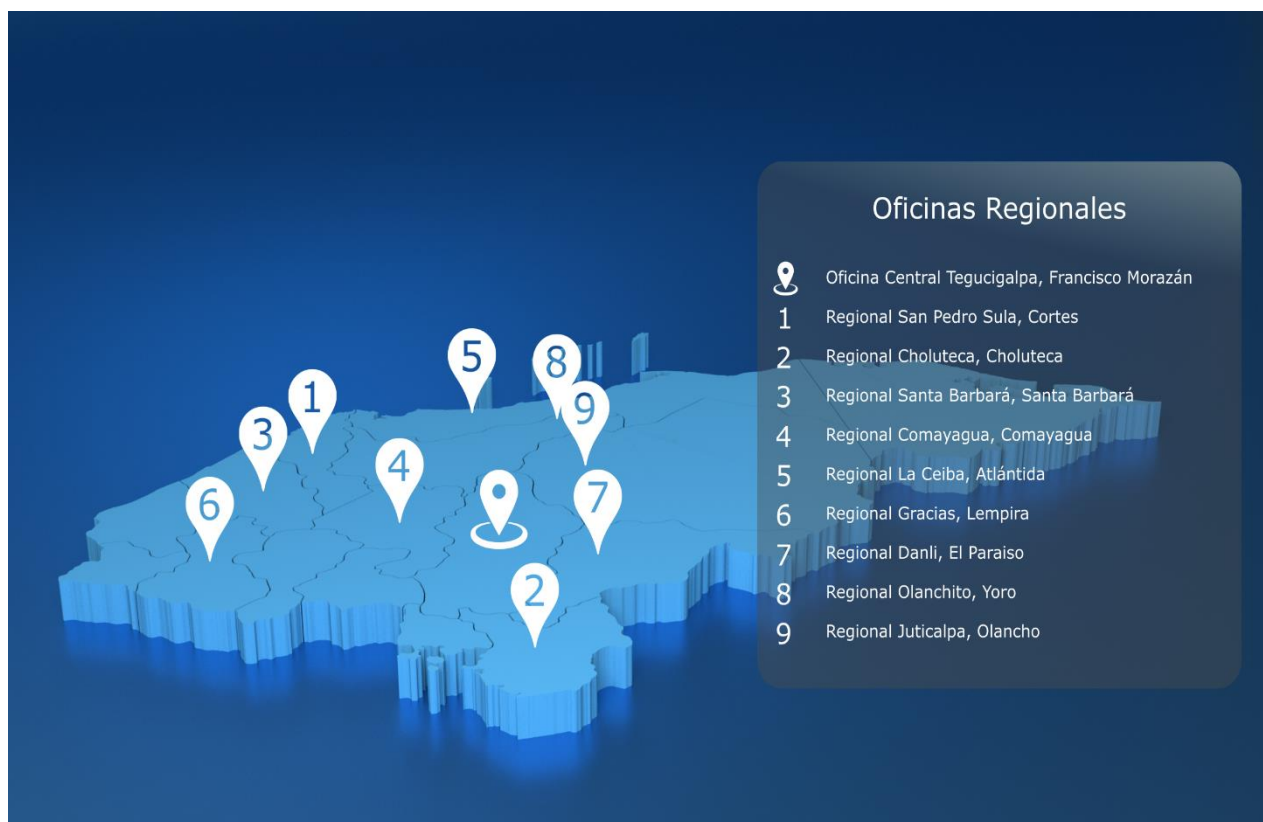 Oficinas Regionales
Oficina Central Tegucigalpa, Francisco Morazán
1 Regional San Pedro Sula, Cortes
2 Regional Choluteca, Choluteca
3 Regional Santa Barbará, Santa Barbará
4 Regional Comayagua, Comayagua
5 Regional La Ceiba, Atlántida
6 Regional Gracias, Lempira
7 Regional Danli, El Paraiso
8 Regional Olanchito, Yoro
9 Regional Juticalpa, Olancho
5
8
1
9
3
4
6
7
2